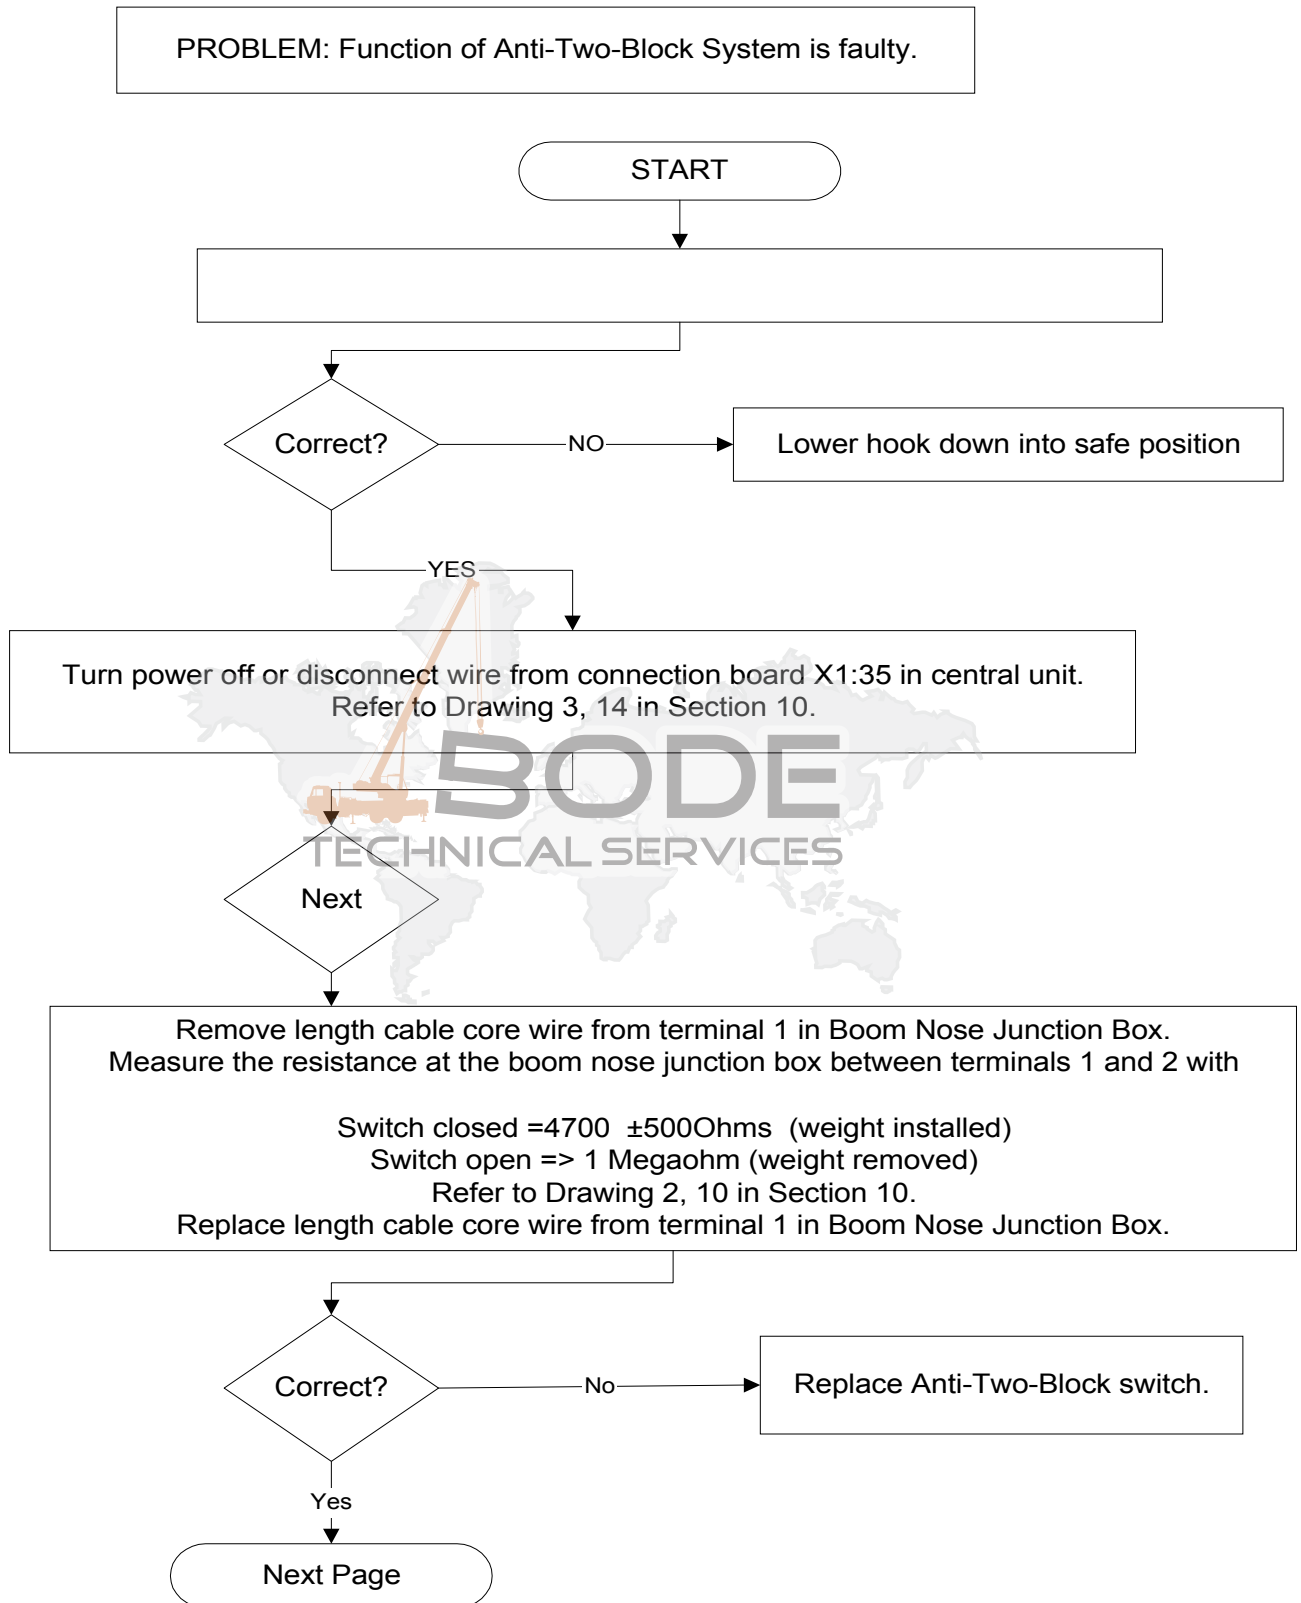 PROBLEM: Function of Anti-Two-Block System is faulty.
START
Correct?
NO
Lower hook down into safe position
YES
Turn power off or disconnect wire from connection board X1:35 in central unit.
Refer to Drawing 3, 14 in Section 10.
BODE
TECHNICAL SERVICES
Next
Remove length cable core wire from terminal 1 in Boom Nose Junction Box.
Measure the resistance at the boom nose junction box between terminals 1 and 2 with
Switch closed =4700 ±500Ohms (weight installed)
Switch open => 1 Megaohm (weight removed)
Refer to Drawing 2, 10 in Section 10.
Replace length cable core wire from terminal 1 in Boom Nose Junction Box.
Correct?
No
Replace Anti-Two-Block switch.
Yes
Next Page